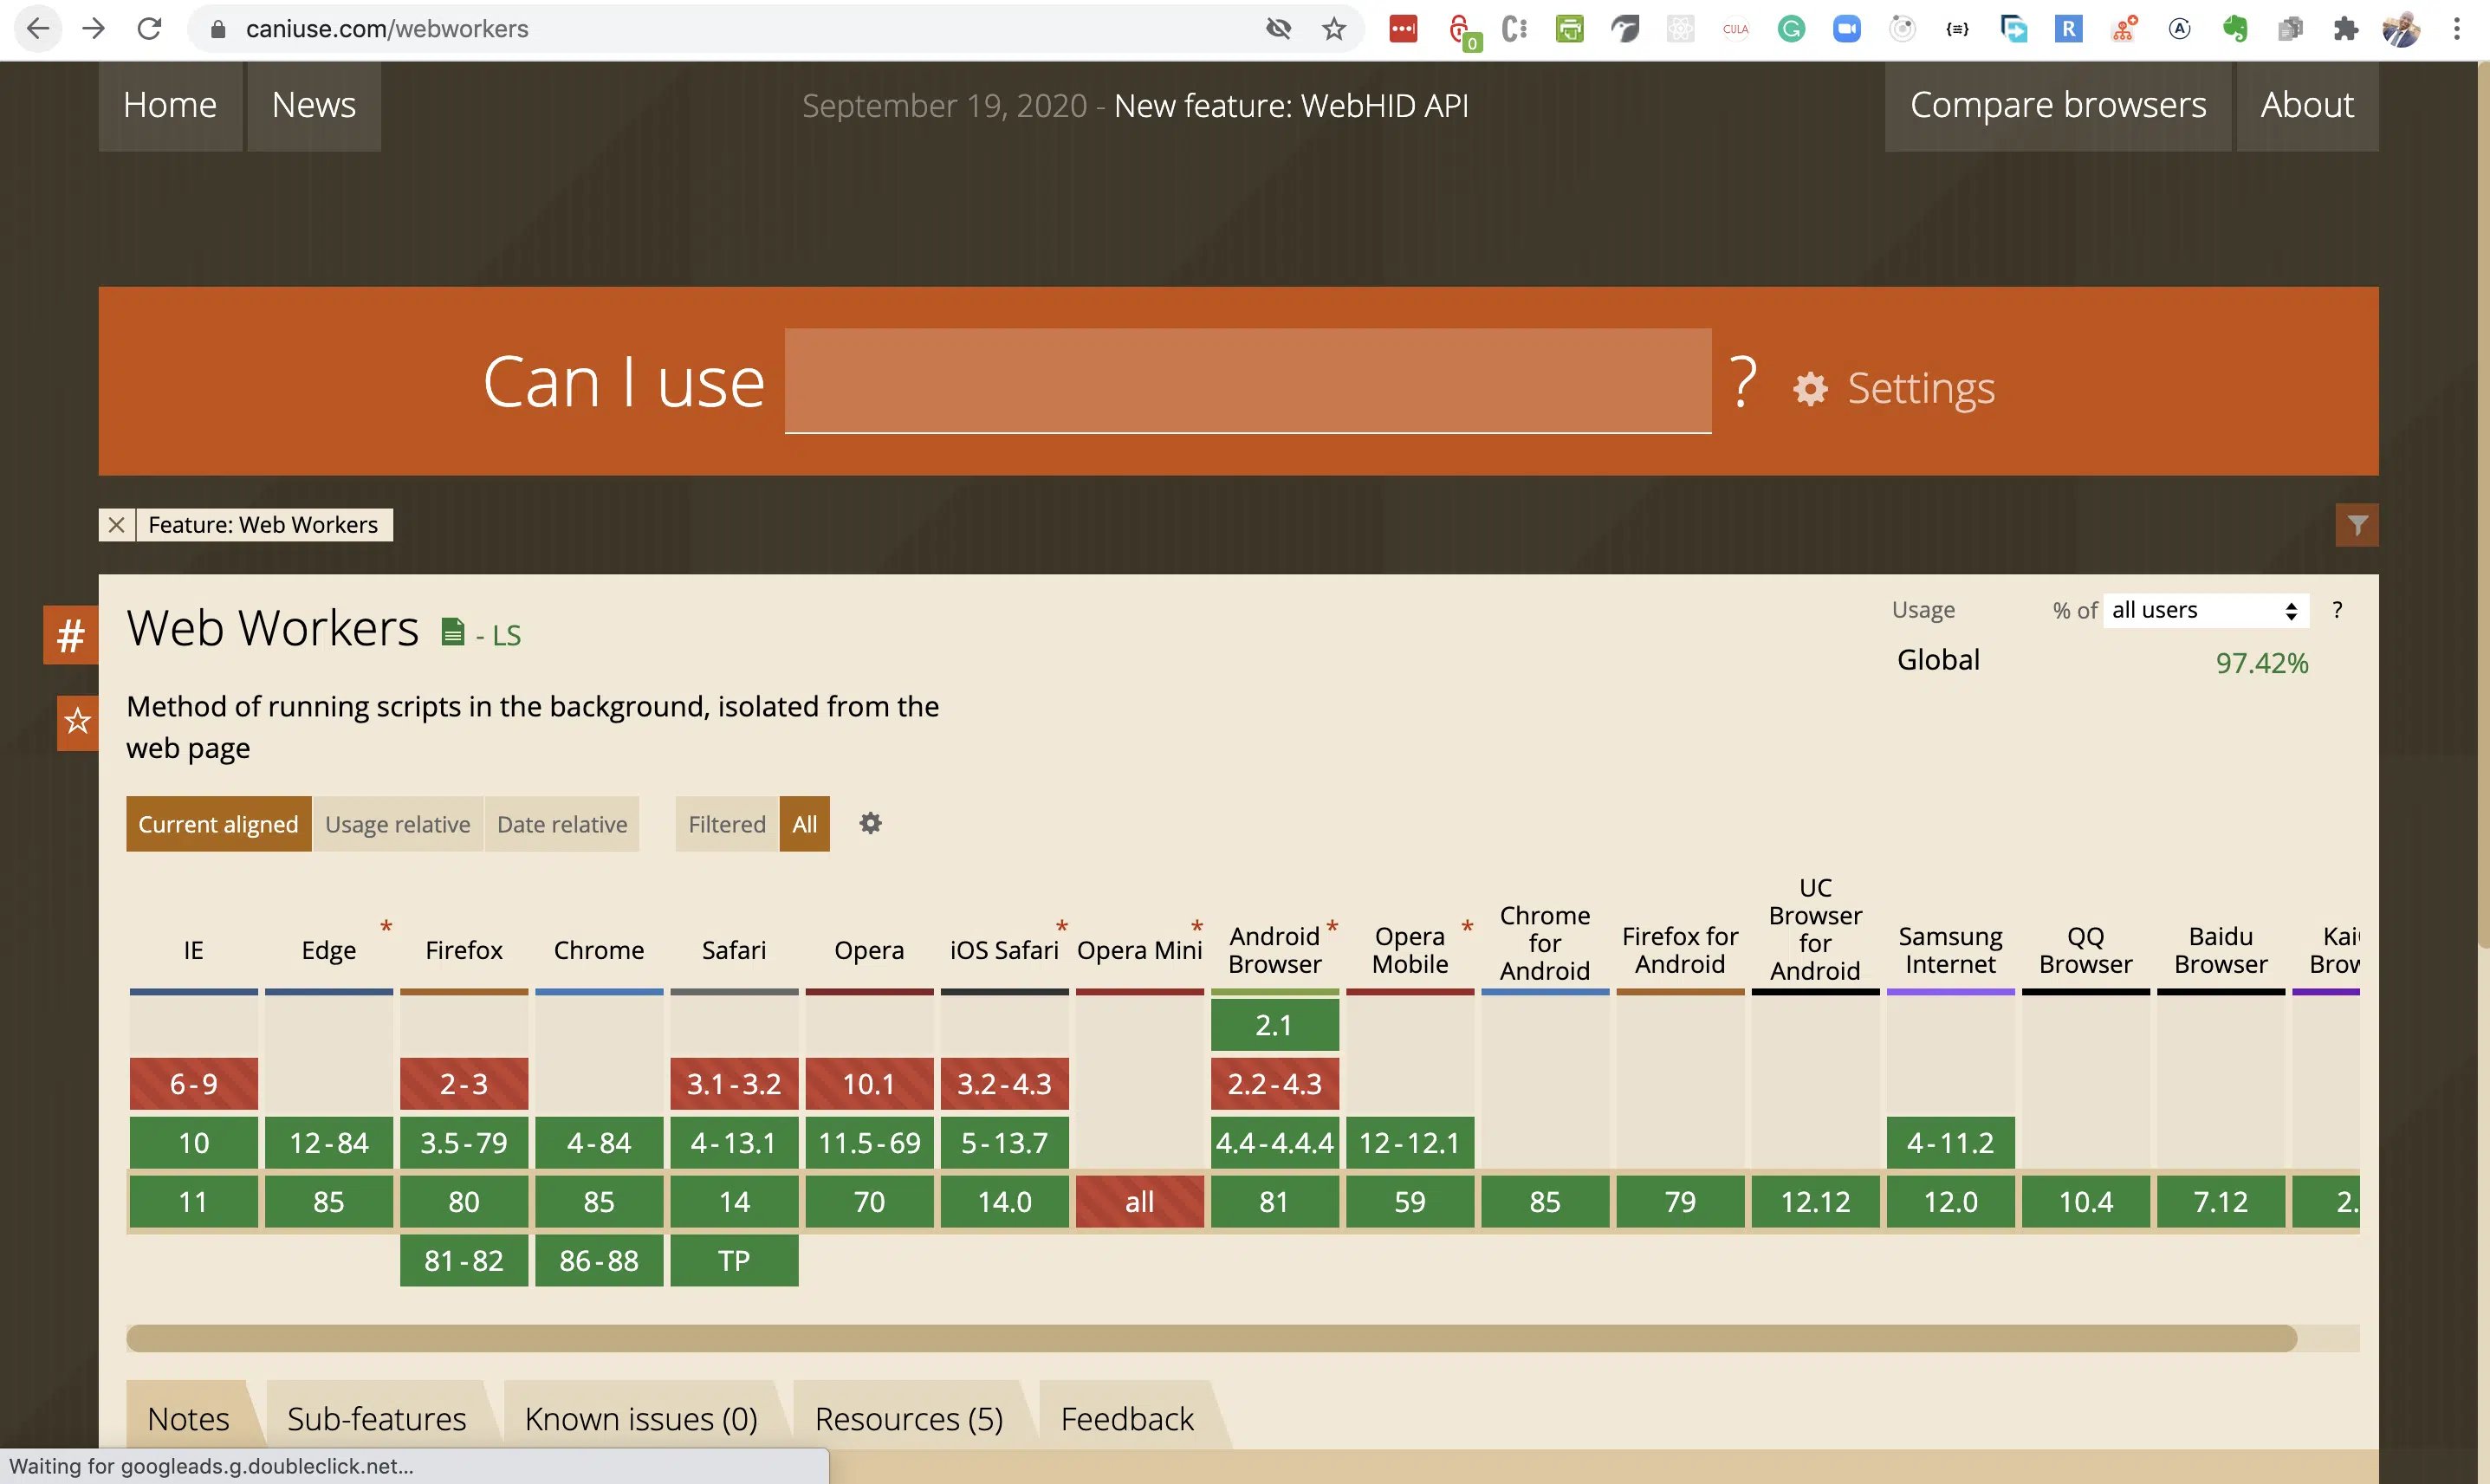 caniuse.com/webworkers
0
CULA
G
{≡}
R
A
Home
News
September 19, 2020 - New feature: WebHID API
Compare browsers
About
Can I use
?
Settings
Feature: Web Workers
#
Web Workers
- LS
Usage
% of
all users
?
Global
97.42%
Method of running scripts in the background, isolated from the
web page
Current aligned
Usage relative
Date relative
Filtered
All
IE
Edge *
Firefox
Chrome
Safari
Opera
iOS Safari *
Opera Mini *
Android *
Browser
Opera *
Mobile
Chrome
for
Android
Firefox for
Android
UC
Browser
for
Android
Samsung
Internet
QQ
Browser
Baidu
Browser
2.1
6-9
2-3
3.1-3.2
10.1
3.2-4.3
2.2-4.3
10
12-84
3.5-79
4-84
4-13.1
11.5-69
5-13.7
4.4-4.4.4
12-12.1
4-11.2
11
85
80
85
14
70
14.0
all
81
59
85
79
12.12
12.0
10.4
7.12
2.
81-82
86-88
TP
Notes
Sub-features
Known issues (0)
Resources (5)
Feedback
Waiting for googleads.g.doubleclick.net...